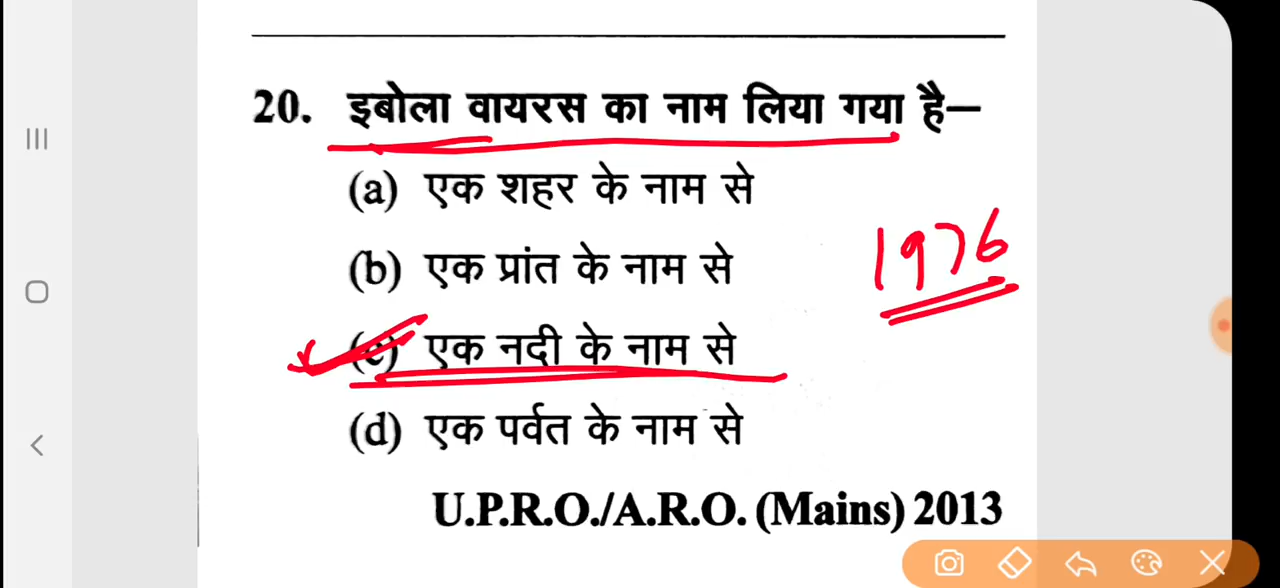 20. इबोला वायरस का नाम लिया गया है—
(a) एक शहर के नाम से
(b) एक प्रांत के नाम से
1976
(c) एक नदी के नाम से
(d) एक पर्वत के नाम से
U.P.R.O./A.R.O. (Mains) 2013